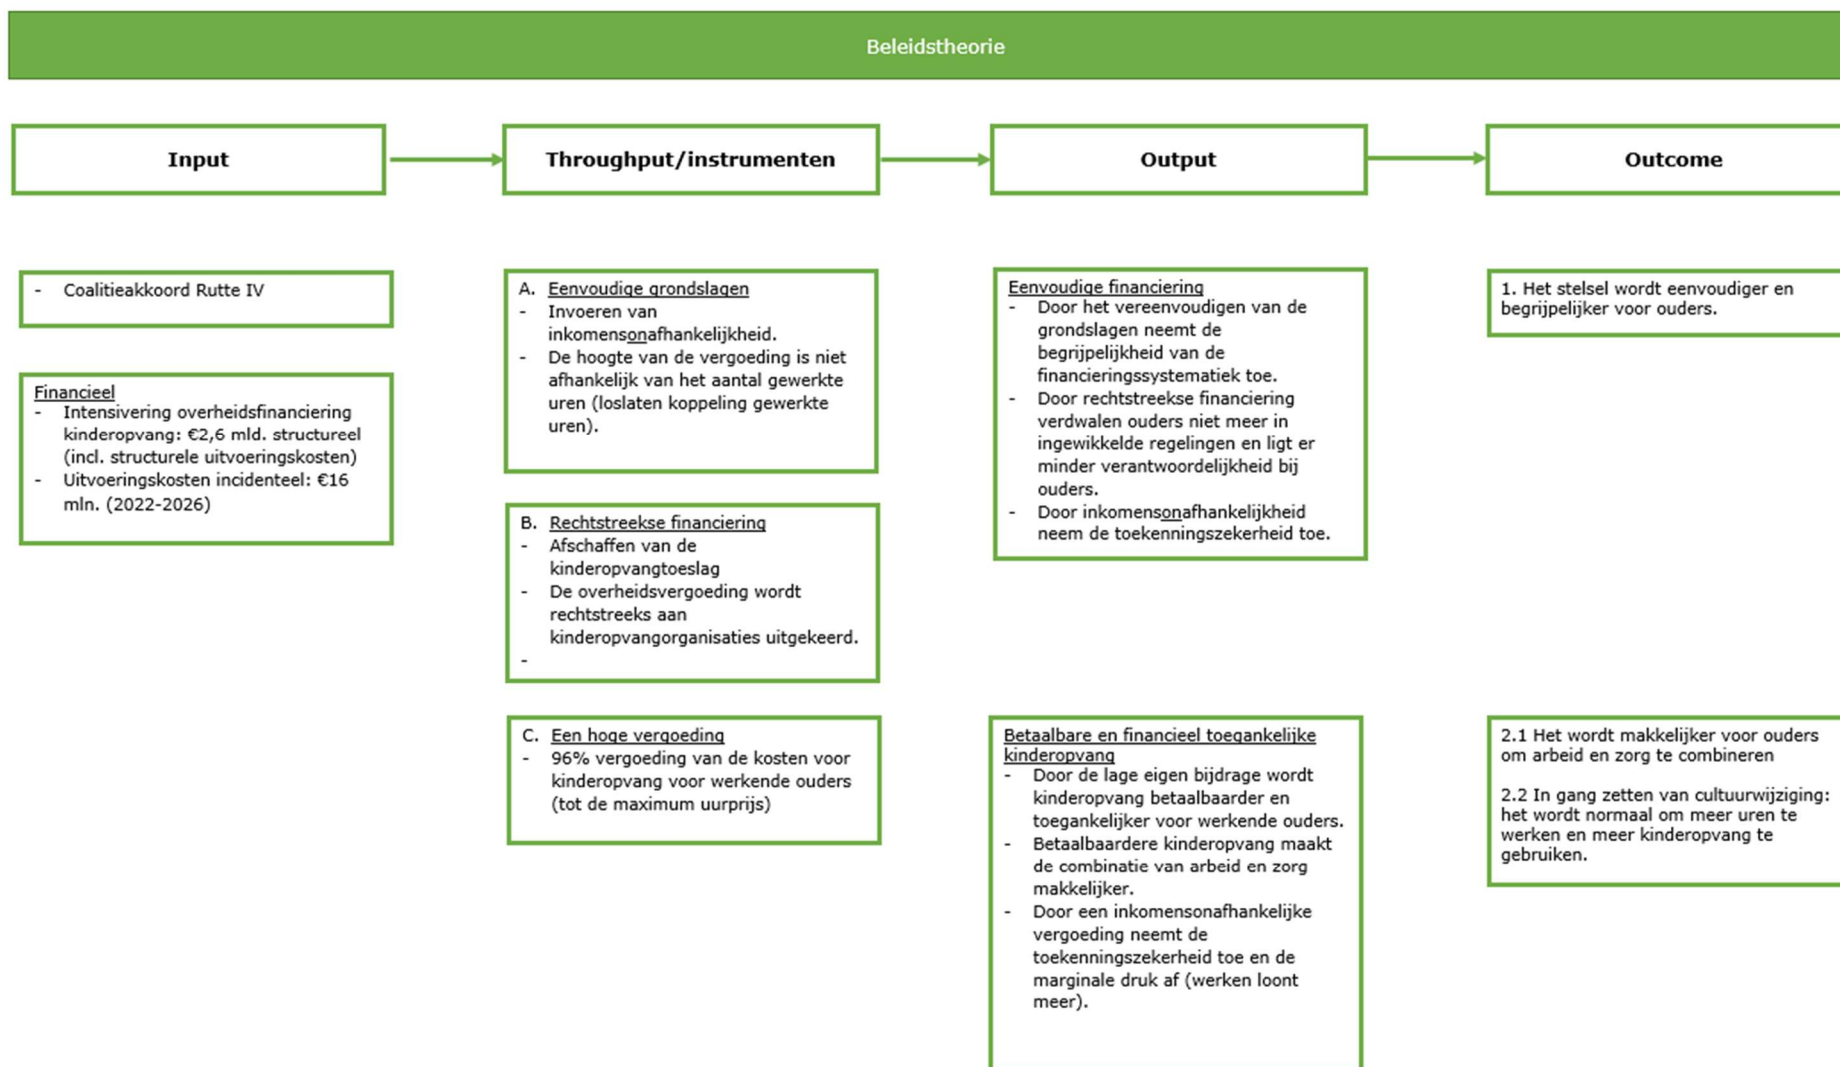 Beleidstheorie
Input
Throughput/instrumenten
Output
Outcome
- Coalitieakkoord Rutte IV
Financieel
- Intensivering overheidsfinanciering
kinderopvang: €2,6 mld. structureel
(incl. structurele uitvoeringskosten)
- Uitvoeringskosten incidenteel: €16
mln. (2022-2026)
A. Eenvoudige grondslagen
- Invoeren van
inkomensonafhankelijkheid.
- De hoogte van de vergoeding is niet
afhankelijk van het aantal gewerkte
uren (loslaten koppeling gewerkte
uren).
B. Rechtstreekse financiering
- Afschaffen van de
kinderopvangtoeslag
- De overheidsvergoeding wordt
rechtstreeks aan
kinderopvangorganisaties uitgekeerd.
-
C. Een hoge vergoeding
- 96% vergoeding van de kosten voor
kinderopvang voor werkende ouders
(tot de maximum uurprijs)
Eenvoudige financiering
- Door het vereenvoudigen van de
grondslagen neemt de
begrijpelijkheid van de
financieringssystematiek toe.
- Door rechtstreekse financiering
verdwalen ouders niet meer in
ingewikkelde regelingen en ligt er
minder verantwoordelijkheid bij
ouders.
- Door inkomensonafhankelijkheid
neem de toekenningszekerheid toe.
Betaalbare en financieel toegankelijke
kinderopvang
- Door de lage eigen bijdrage wordt
kinderopvang betaalbaarder en
toegankelijker voor werkende ouders.
- Betaalbaardere kinderopvang maakt
de combinatie van arbeid en zorg
makkelijker.
- Door een inkomensonafhankelijke
vergoeding neemt de
toekenningszekerheid toe en de
marginale druk af (werken loont
meer).
1. Het stelsel wordt eenvoudiger en
begrijpelijker voor ouders.
2.1 Het wordt makkelijker voor ouders
om arbeid en zorg te combineren
2.2 In gang zetten van cultuurwijziging:
het wordt normaal om meer uren te
werken en meer kinderopvang te
gebruiken.